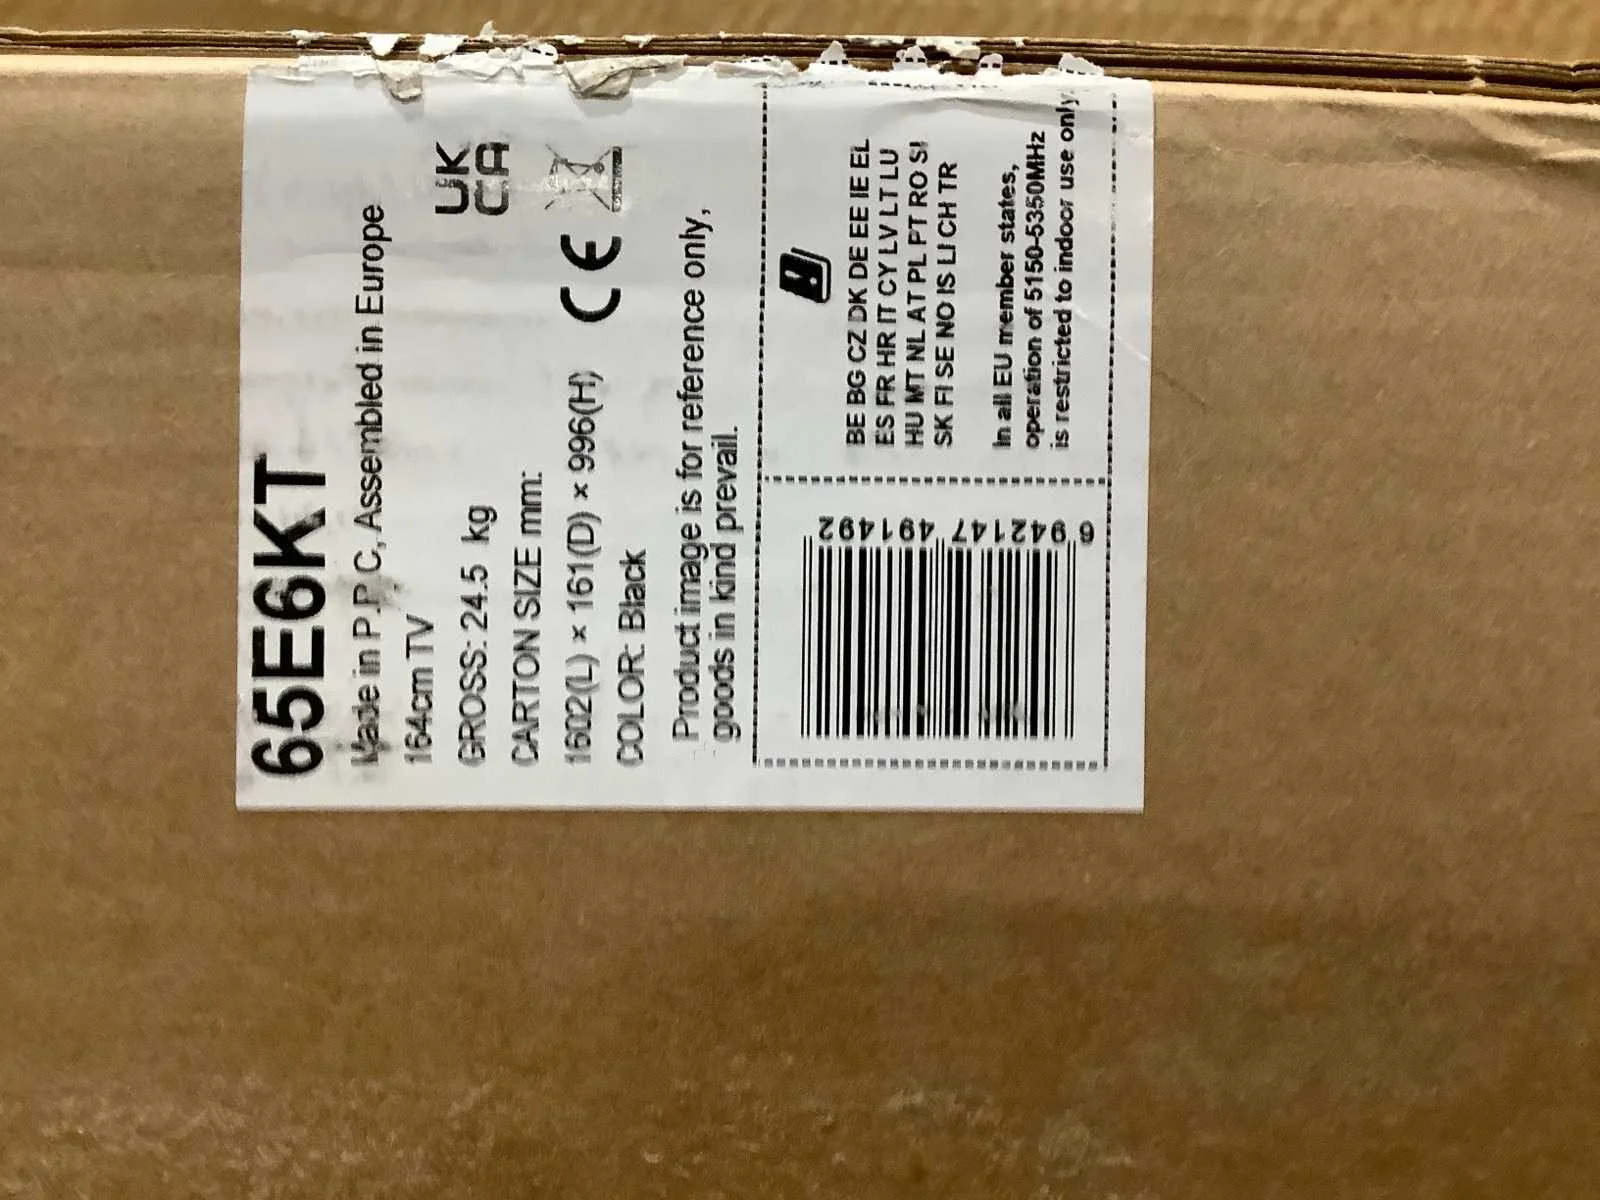 65E6KT
Made in P.P.C, Assembled in Europe
164cm TV
GROSS: 24.5 kg
UK
CA
CARTON SIZE mm:
1602(L) × 161(D) × 996(H)
CE
COLOR: Black
Product image is for reference only,
goods in kind prevail.
6 942147 491492
BE BG CZ DK DE EE IE EL
ES FR HR IT CY LV LT LU
HU MT NL AT PL PT RO SI
SK FI SE NO IS LI CH TR
In all EU member states,
operation of 5150-5350MHz
is restricted to indoor use only.